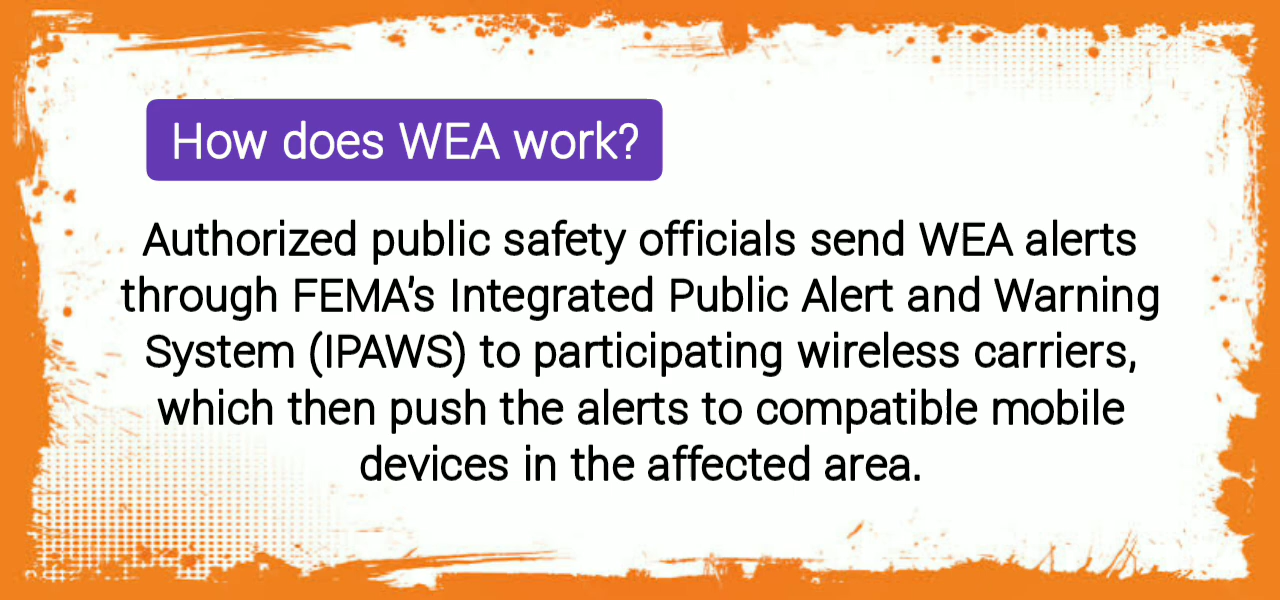 How does WEA work?
Authorized public safety officials send WEA alerts
through FEMA's Integrated Public Alert and Warning
System (IPAWS) to participating wireless carriers,
which then push the alerts to compatible mobile
devices in the affected area.